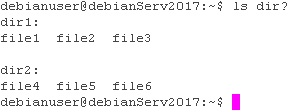 debianuser@debianServ2017:~$ ls dir?
dir1:
file1  file2  file3

dir2:
file4  file5  file6
debianuser@debianServ2017:~$